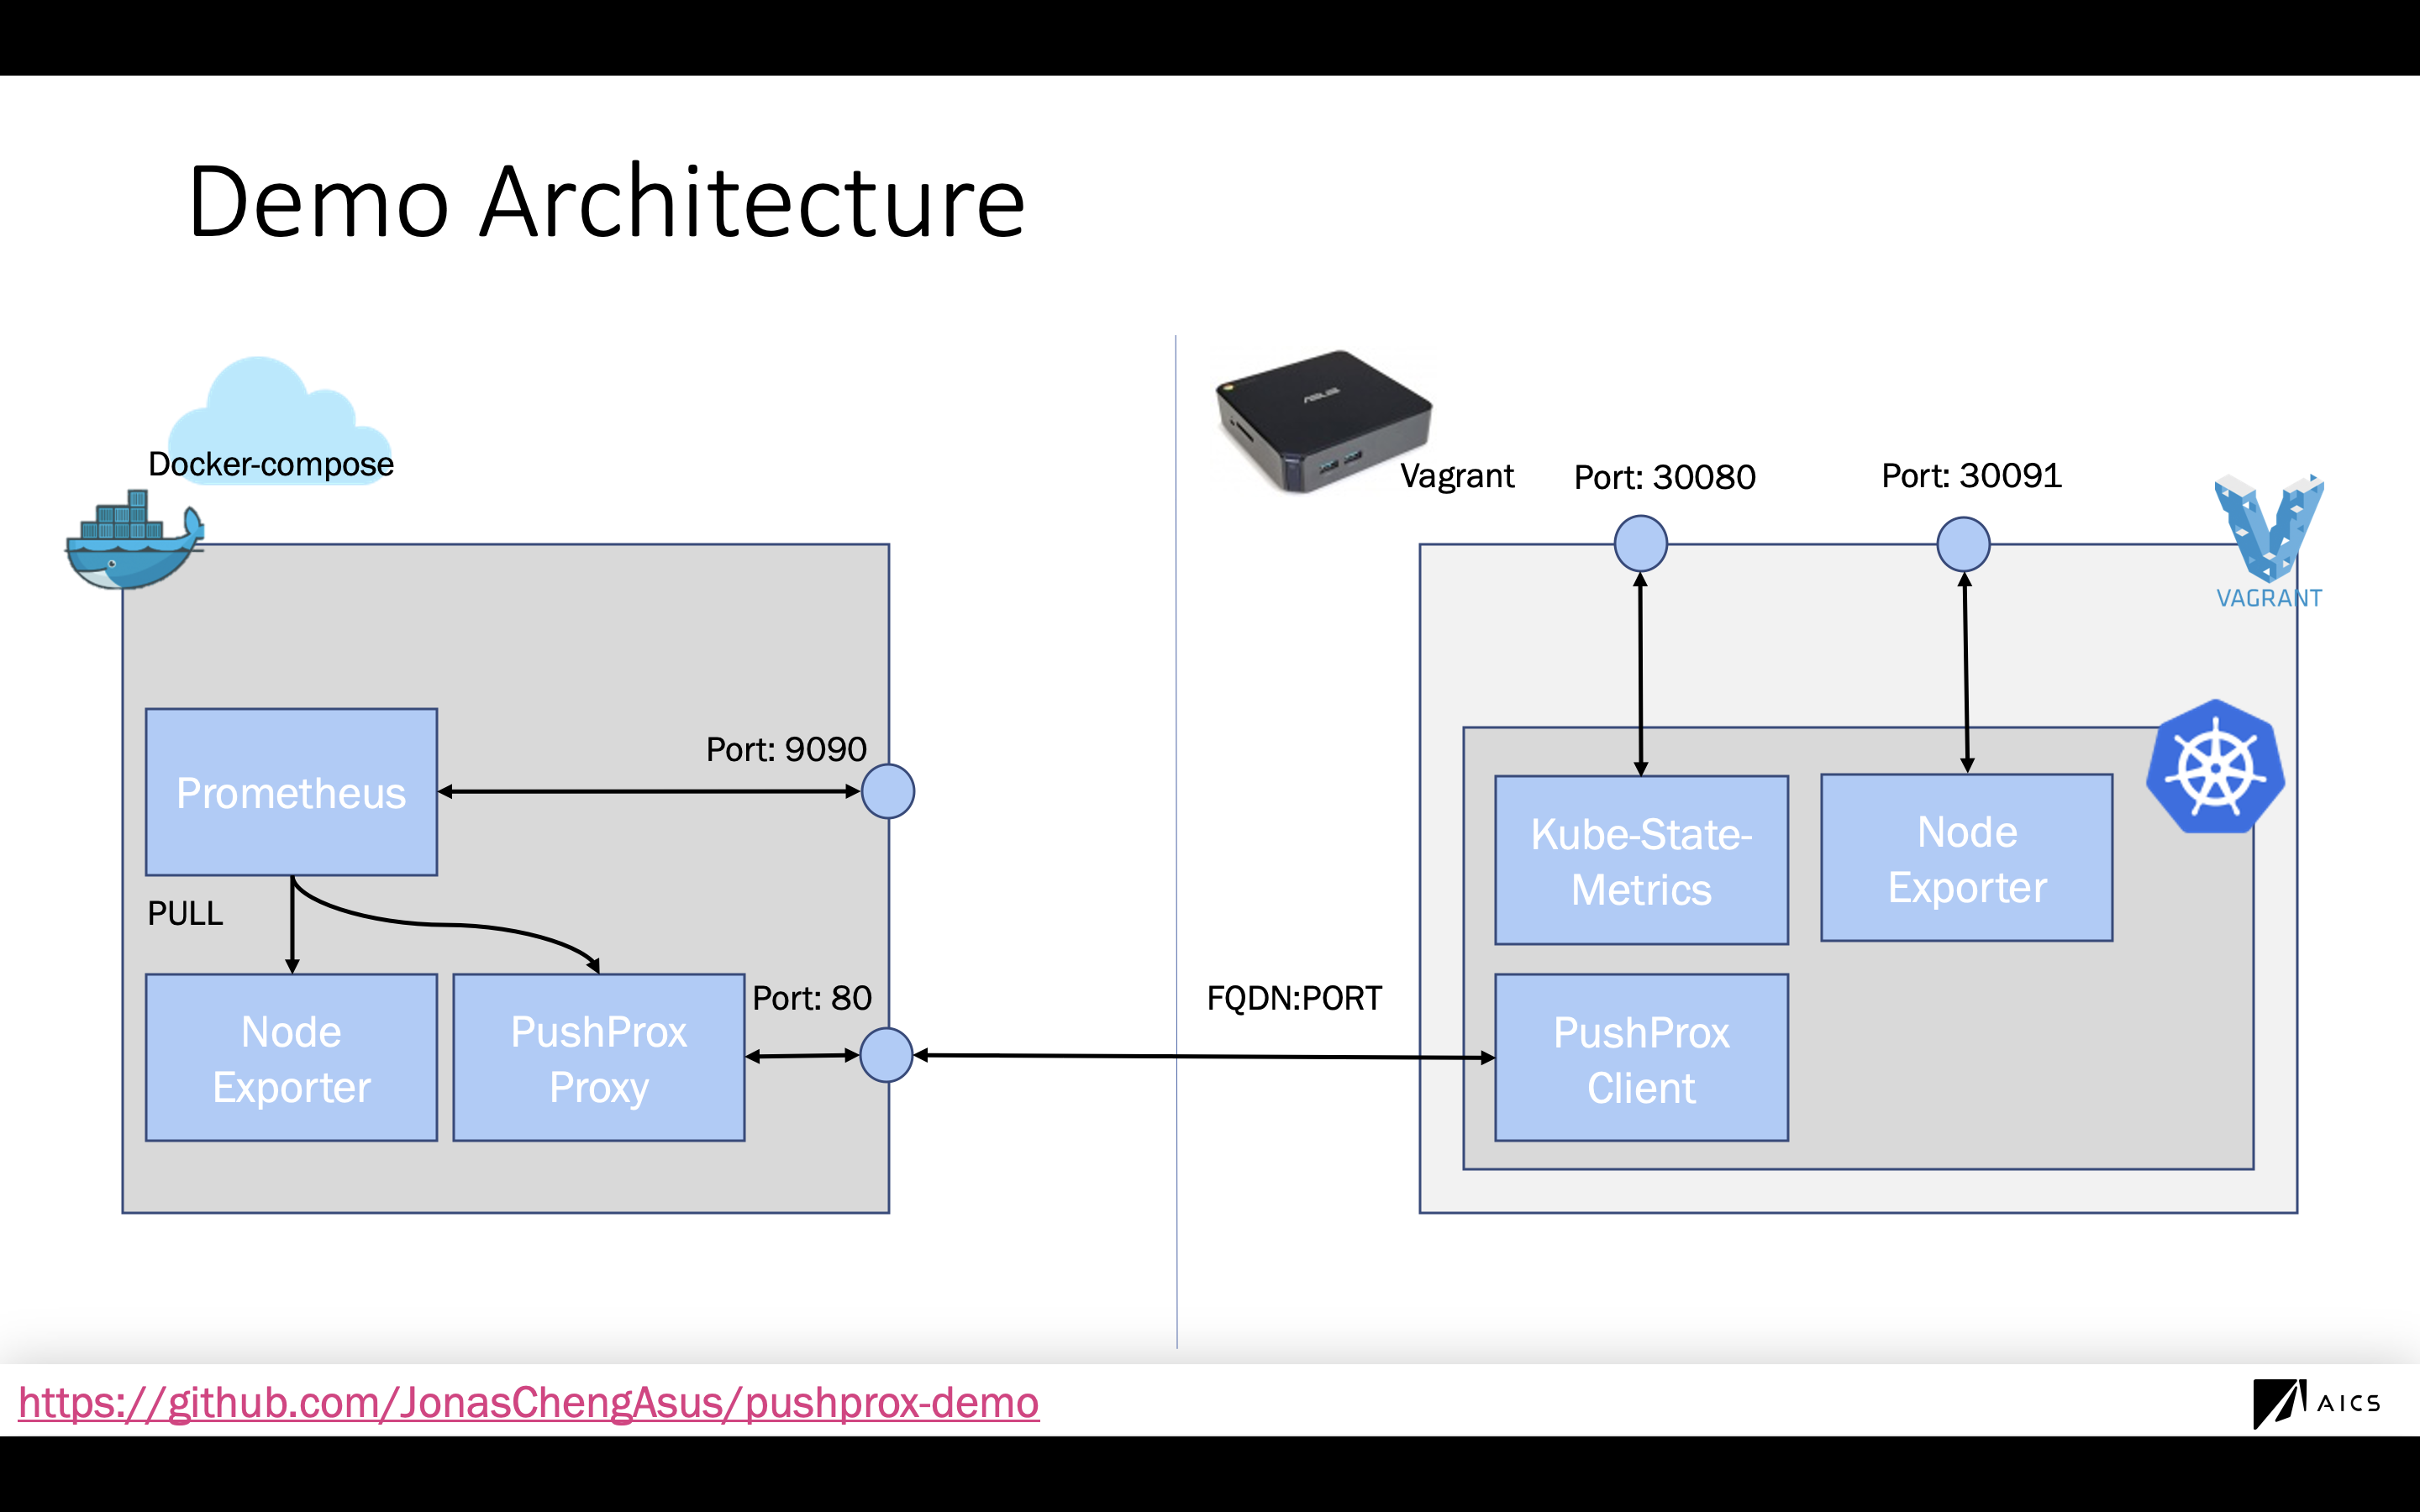 Demo Architecture
Docker-compose
Port: 9090
Prometheus
PULL
Node
Exporter
PushProx
Proxy
Port: 80
ASUS
Vagrant
Port: 30080
Port: 30091
VAGRANT
Kube-State-
Metrics
Node
Exporter
FQDN:PORT
PushProx
Client
https://github.com/JonasChengAsus/pushprox-demo
AICS